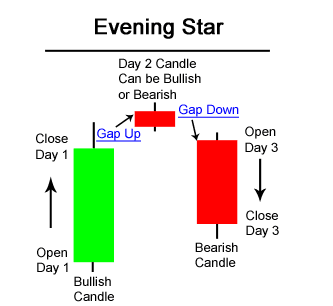 Evening Star
Day 2 Candle
Can be Bullish
or Bearish
Gap Up
Gap Down
Close
Day 1
Open
Day 3
Open
Day 1
Close
Day 3
Bullish
Candle
Bearish
Candle